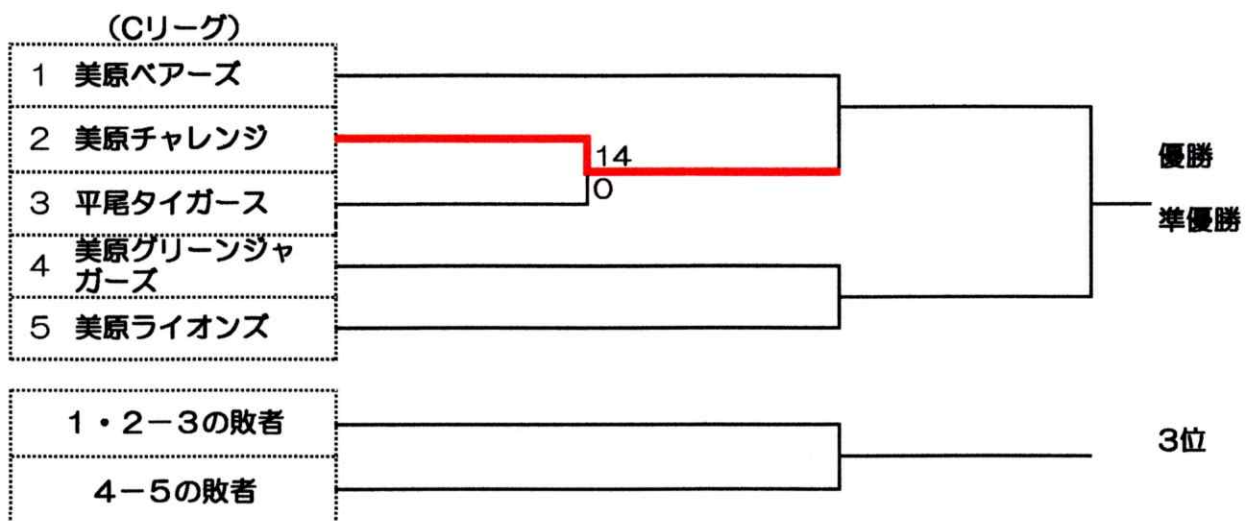 (Cリーグ)
1 美原ベアーズ
2 美原チャレンジ
14
0
3 平尾タイガース
4 美原グリーンジャ
ガーズ
5 美原ライオンズ
優勝
準優勝
1・2−3の敗者
4−5の敗者
3位